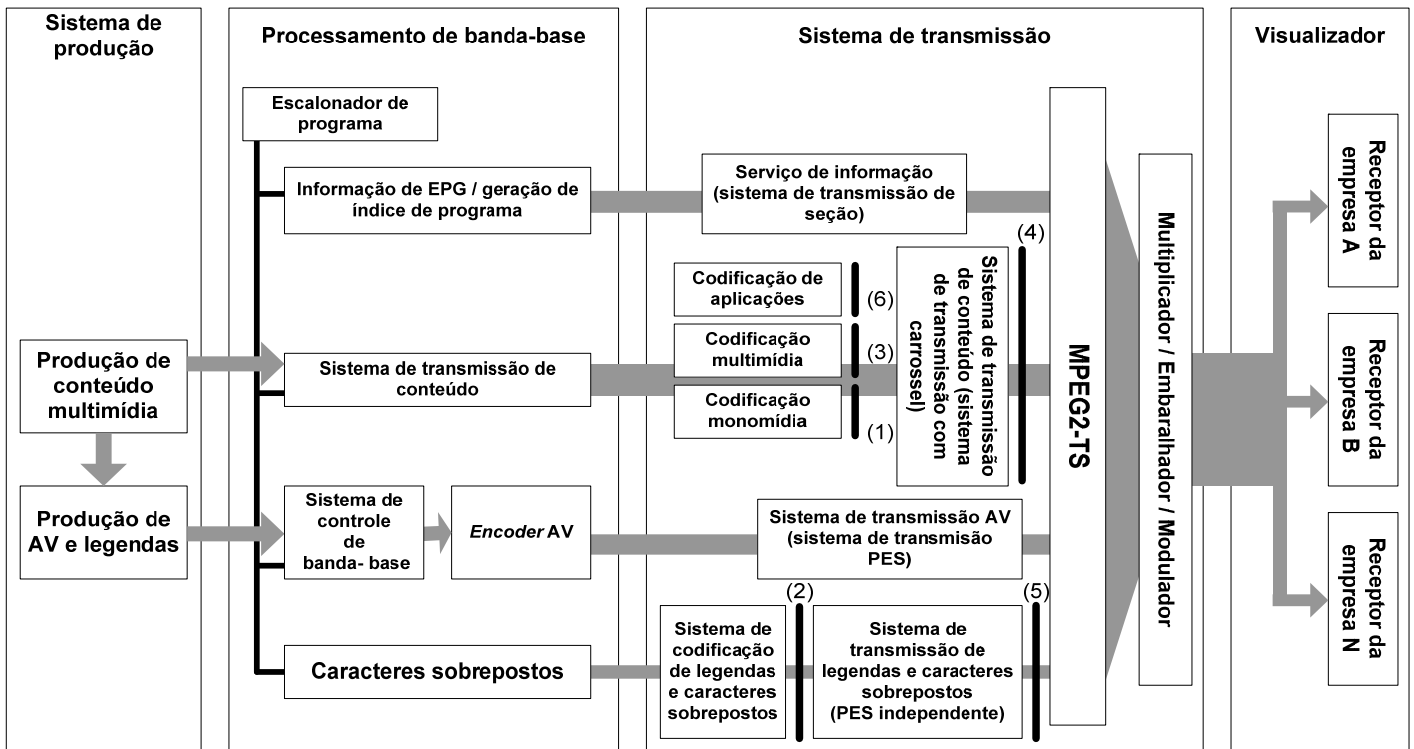 Sistema de
produção
Processamento de banda-base
Sistema de transmissão
Visualizador
Escalonador de
programa
Informação de EPG / geração de
índice de programa
Serviço de informação
(sistema de transmissão de
seção)
Produção de
conteúdo
multimídia
Sistema de transmissão de
conteúdo
Codificação de
aplicações
(6)
Codificação
multimídia
(3)
Codificação
monomídia
(1)
Sistema de transmissão
de conteúdo (sistema
de transmissão com
carrossel)
(4)
Produção de
AV e legendas
Sistema de
controle
de
banda- base
Encoder AV
Sistema de transmissão AV
(sistema de transmisão
PES)
Caracteres sobrepostos
Sistema de
codificação
de legendas
e caracteres
sobrepostos
(2)
Sistema de
transmissão de
legendas e caracteres
sobrepostos
(PES independente)
(5)
MPEG2-TS
Multiplicador / Embaralhador / Modulador
Receptor da
empresa A
Receptor da
empresa B
Receptor da
empresa N